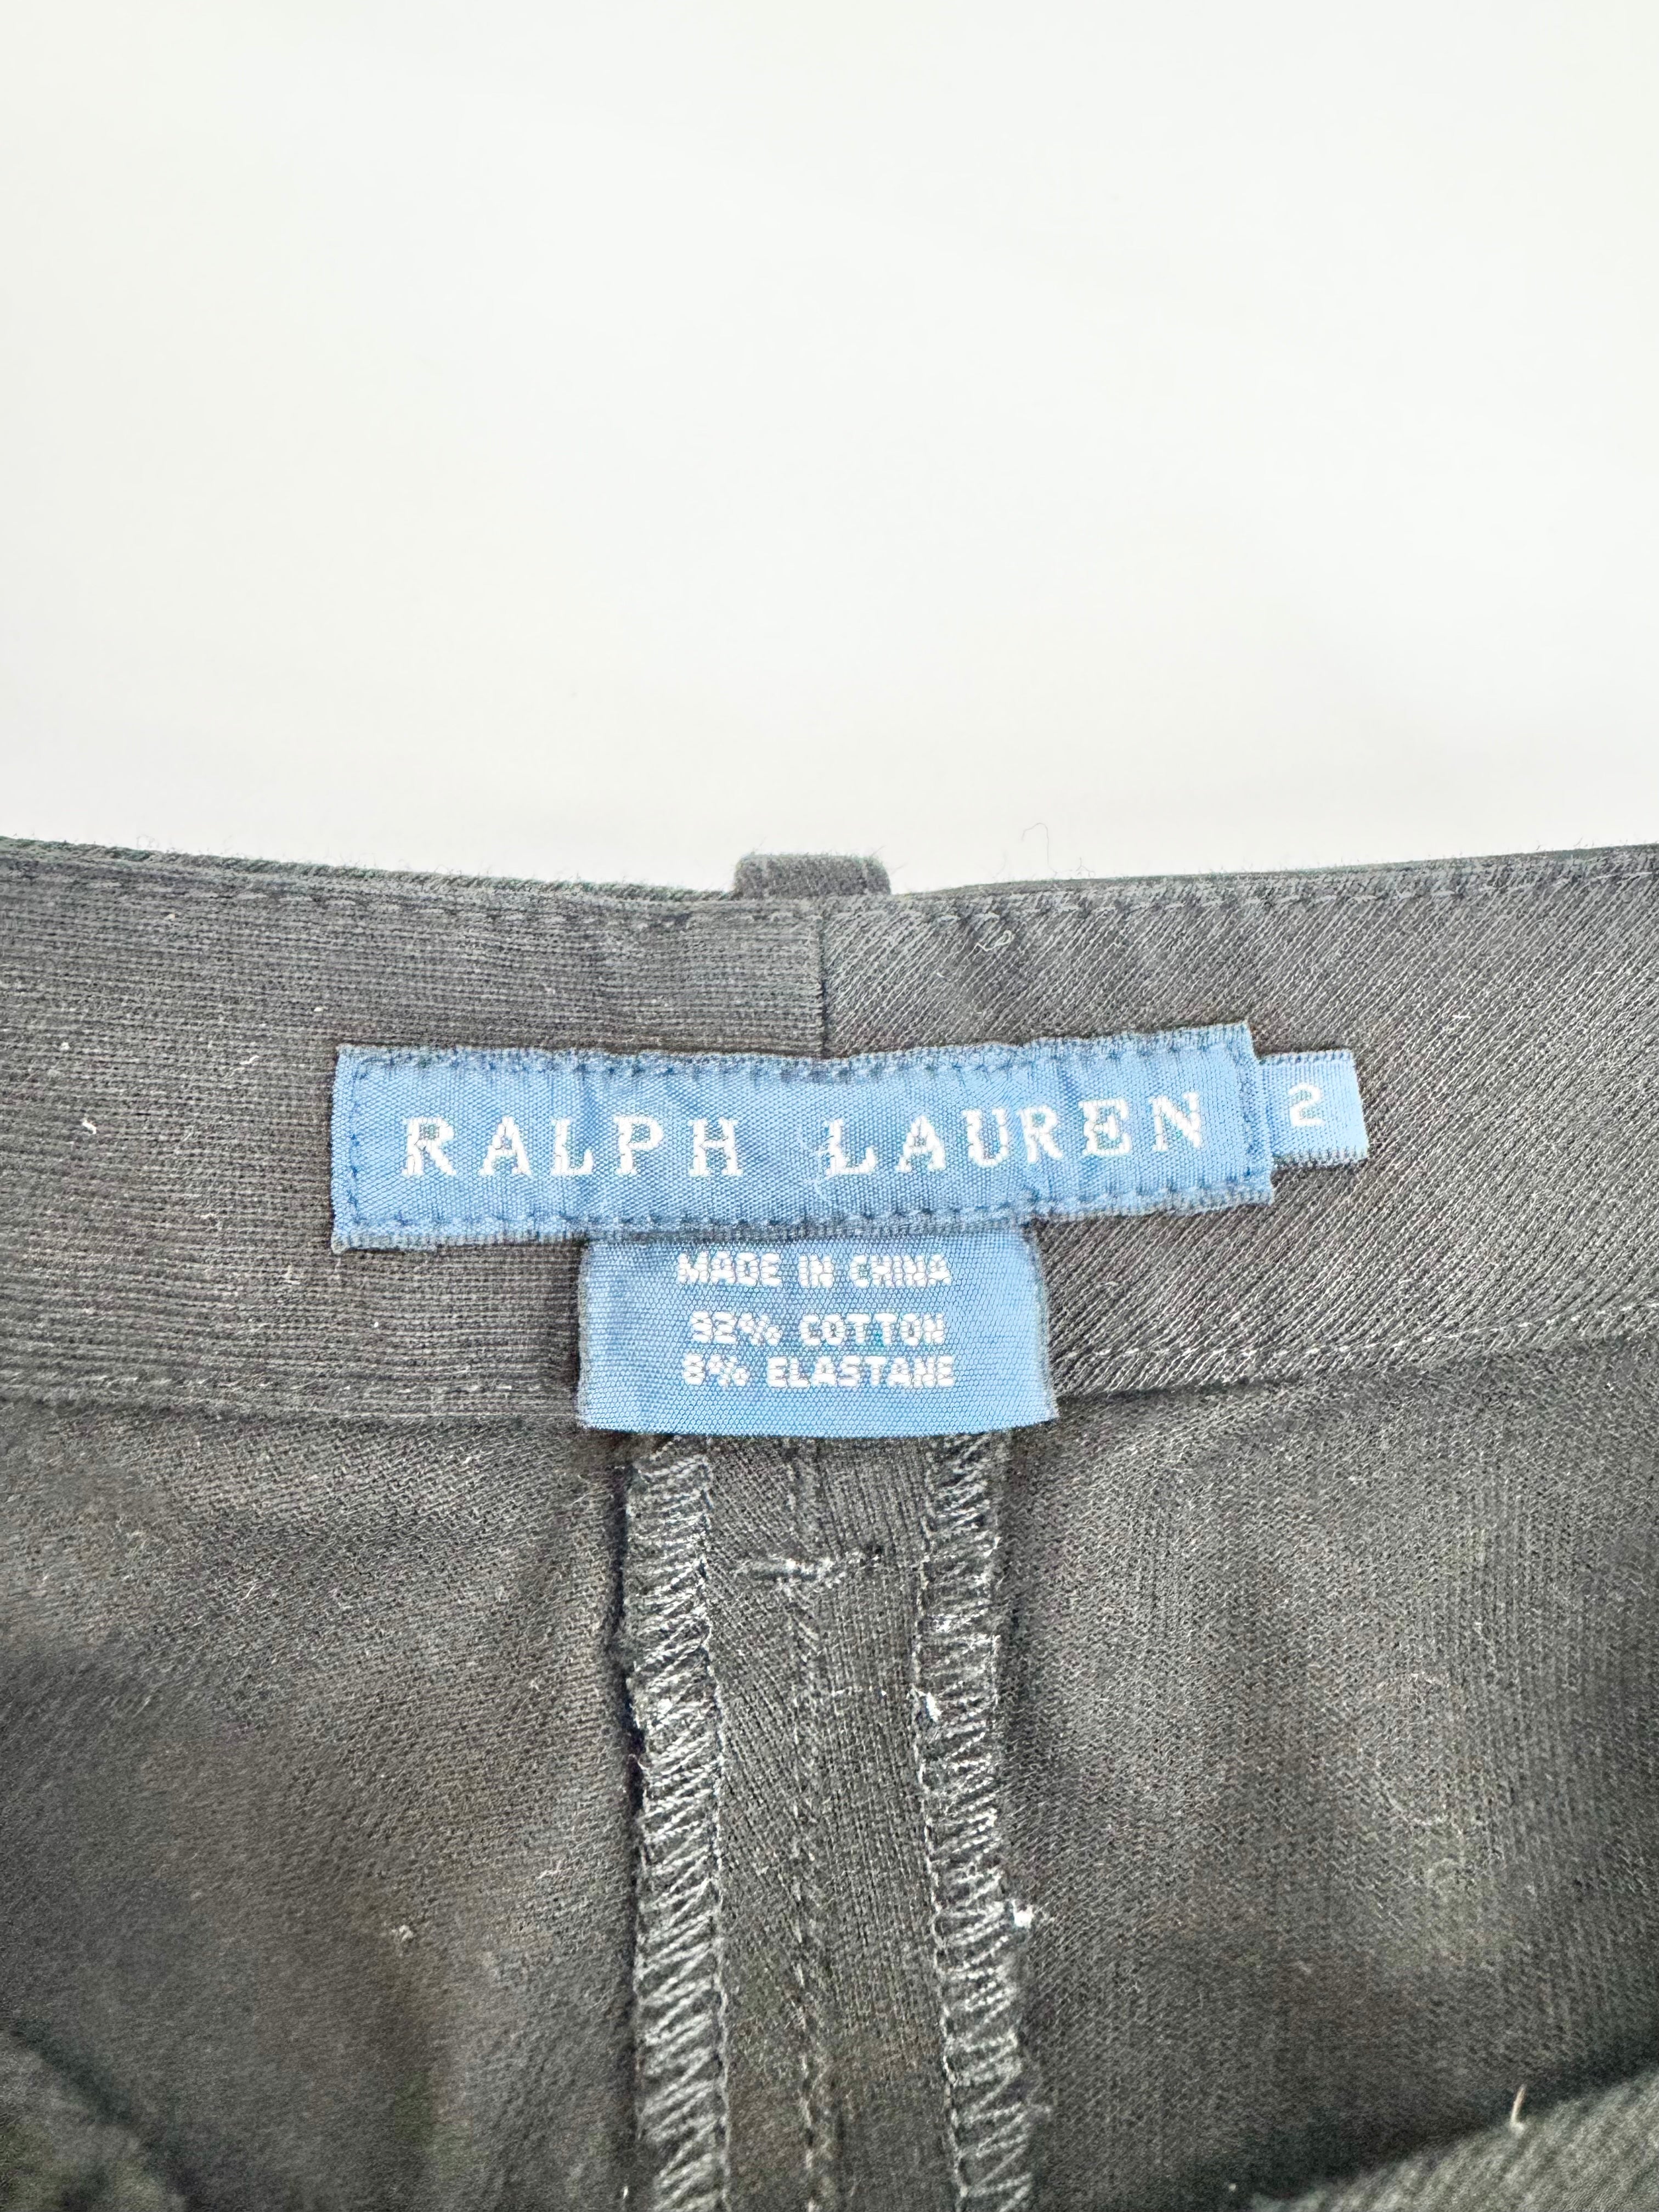 RALPH LAUREN 2
MADE IN CHINA
92% COTTON
8% ELASTANE